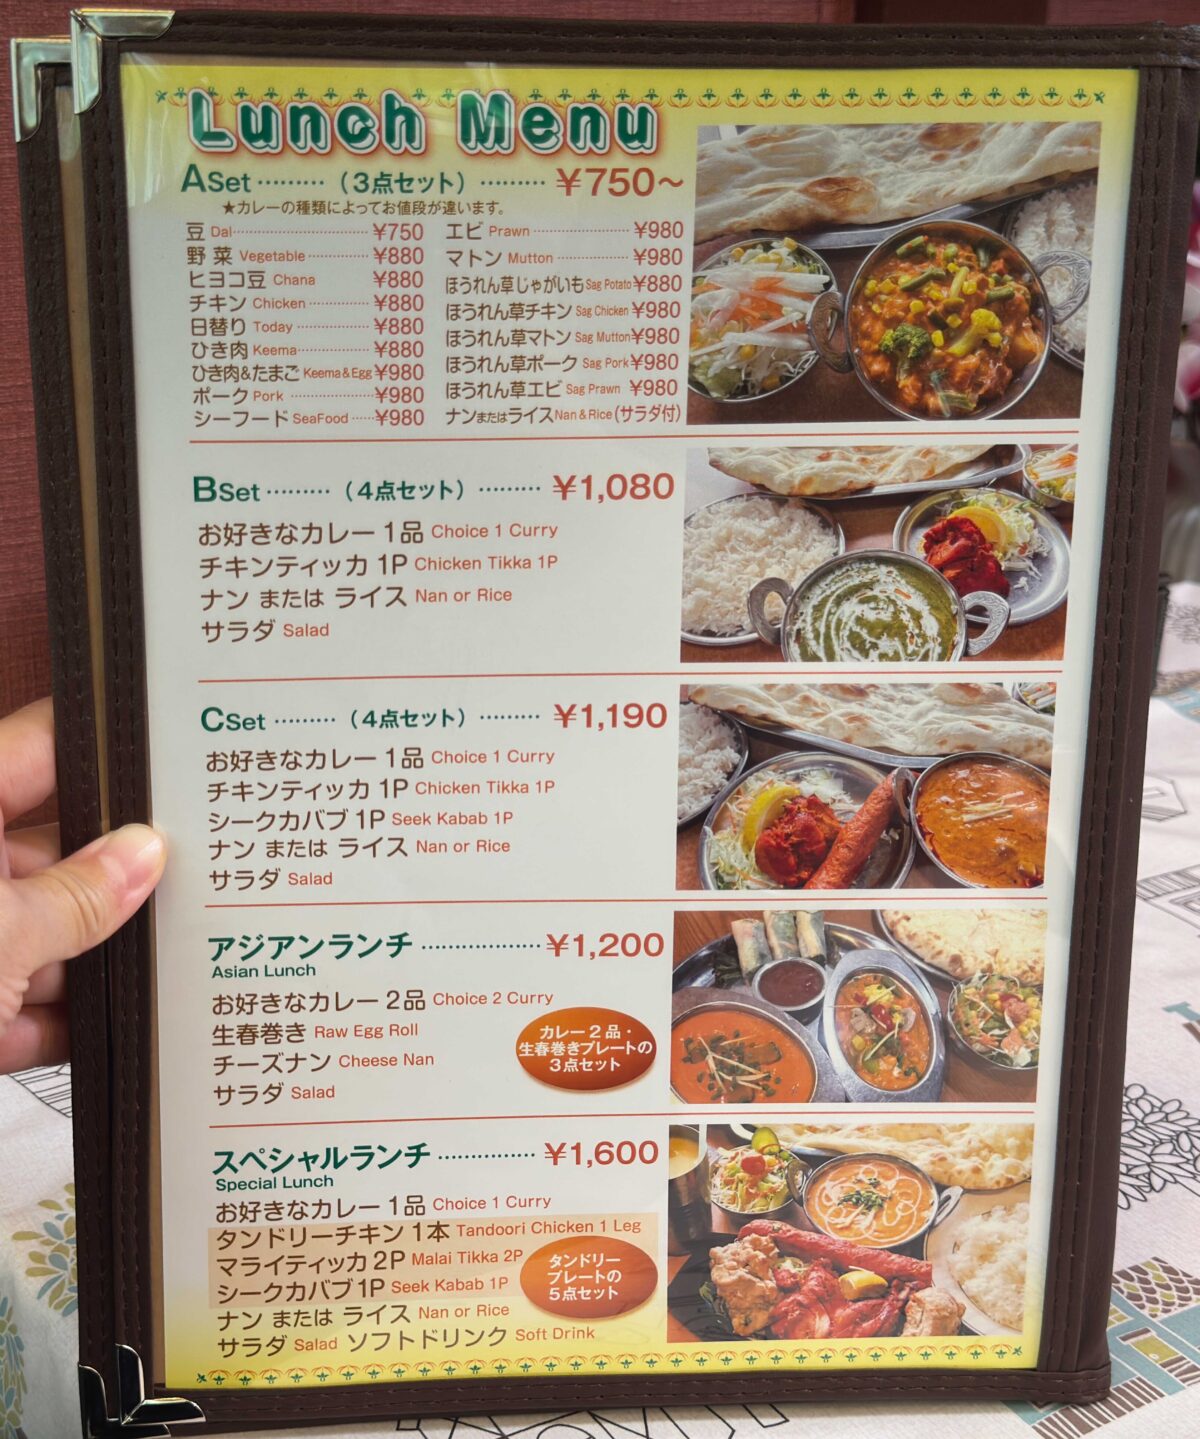 Lunch Menu
ASet ……… (3点セット) ……… ¥750〜
★カレーの種類によってお値段が違います。
豆 Dal ¥750
野菜 Vegetable ¥880
ヒヨコ豆 Chana ¥880
チキン Chicken ¥880
日替り Today ¥880
ひき肉 Keema ¥880
ひき肉&たまご Keema & Egg ¥980
ポーク Pork ¥980
シーフード SeaFood ¥980
エビ Prawn ¥980
マトン Mutton ¥980
ほうれん草じゃがいも Sag Potato ¥880
ほうれん草チキン Sag Chicken ¥980
ほうれん草マトン Sag Mutton ¥980
ほうれん草ポーク Sag Pork ¥980
ほうれん草エビ Sag Prawn ¥980
ナンまたはライス Nan & Rice (サラダ付)
BSet ……… (4点セット) ……… ¥1,080
お好きなカレー 1品 Choice 1 Curry
チキンティッカ 1P Chicken Tikka 1P
ナン または ライス Nan or Rice
サラダ Salad
CSet ……… (4点セット) ……… ¥1,190
お好きなカレー 1品 Choice 1 Curry
チキンティッカ 1P Chicken Tikka 1P
シークカバブ 1P Seek Kabab 1P
ナン または ライス Nan or Rice
サラダ Salad
アジアンランチ ……… ¥1,200
Asian Lunch
お好きなカレー 2品 Choice 2 Curry
生春巻き Raw Egg Roll
チーズナン Cheese Nan
サラダ Salad
カレー2品・
生春巻きプレートの
3点セット
スペシャルランチ ……… ¥1,600
Special Lunch
お好きなカレー 1品 Choice 1 Curry
タンドリーチキン 1本 Tandoori Chicken 1 Leg
マライティッカ 2P Malai Tikka 2P
シークカバブ 1P Seek Kabab 1P
ナン または ライス Nan or Rice
サラダ Salad ソフトドリンク Soft Drink
タンドリー
プレートの
5点セット